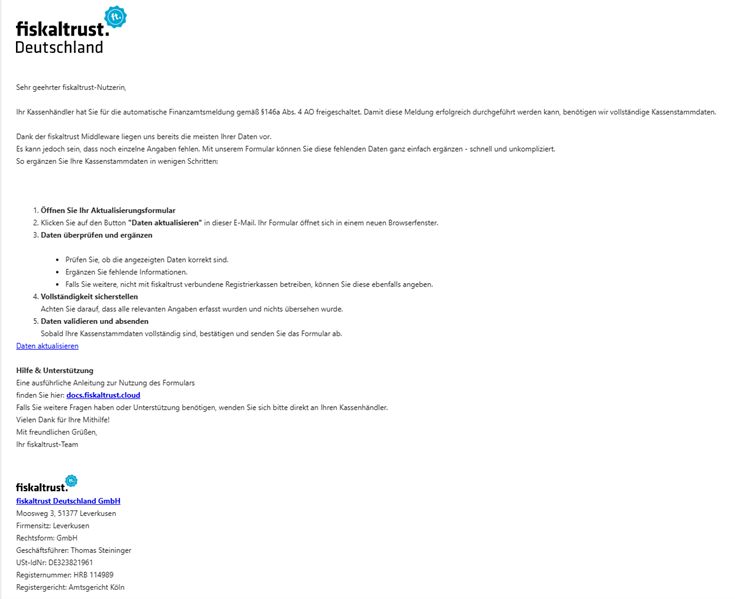 fiskaltrust. ft.
Deutschland
Sehr geehrter fiskaltrust-Nutzerin,
Ihr Kassenhändler hat Sie für die automatische Finanzamtsmeldung gemäß §146a Abs. 4 AO freigeschaltet. Damit diese Meldung erfolgreich durchgeführt werden kann, benötigen wir vollständige Kassenstammdaten.
Dank der fiskaltrust Middleware liegen uns bereits die meisten Ihrer Daten vor.
Es kann jedoch sein, dass noch einzelne Angaben fehlen. Mit unserem Formular können Sie diese fehlenden Daten ganz einfach ergänzen - schnell und unkompliziert.
So ergänzen Sie Ihre Kassenstammdaten in wenigen Schritten:
1. Öffnen Sie Ihr Aktualisierungsformular
2. Klicken Sie auf den Button "Daten aktualisieren" in dieser E-Mail. Ihr Formular öffnet sich in einem neuen Browserfenster.
3. Daten überprüfen und ergänzen
• Prüfen Sie, ob die angezeigten Daten korrekt sind.
• Ergänzen Sie fehlende Informationen.
• Falls Sie weitere, nicht mit fiskaltrust verbundene Registrierkassen betreiben, können Sie diese ebenfalls angeben.
4. Vollständigkeit sicherstellen
Achten Sie darauf, dass alle relevanten Angaben erfasst wurden und nichts übersehen wurde.
5. Daten validieren und absenden
Sobald Ihre Kassenstammdaten vollständig sind, bestätigen und senden Sie das Formular ab.
Daten aktualisieren
Hilfe & Unterstützung
Eine ausführliche Anleitung zur Nutzung des Formulars
finden Sie hier: docs.fiskaltrust.cloud
Falls Sie weitere Fragen haben oder Unterstützung benötigen, wenden Sie sich bitte direkt an Ihren Kassenhändler.
Vielen Dank für Ihre Mithilfe!
Mit freundlichen Grüßen,
Ihr fiskaltrust-Team
fiskaltrust.
fiskaltrust Deutschland GmbH
Moosweg 3, 51377 Leverkusen
Firmensitz: Leverkusen
Rechtsform: GmbH
Geschäftsführer: Thomas Steininger
USt-IdNr: DE323821961
Registernummer: HRB 114989
Registergericht: Amtsgericht Köln